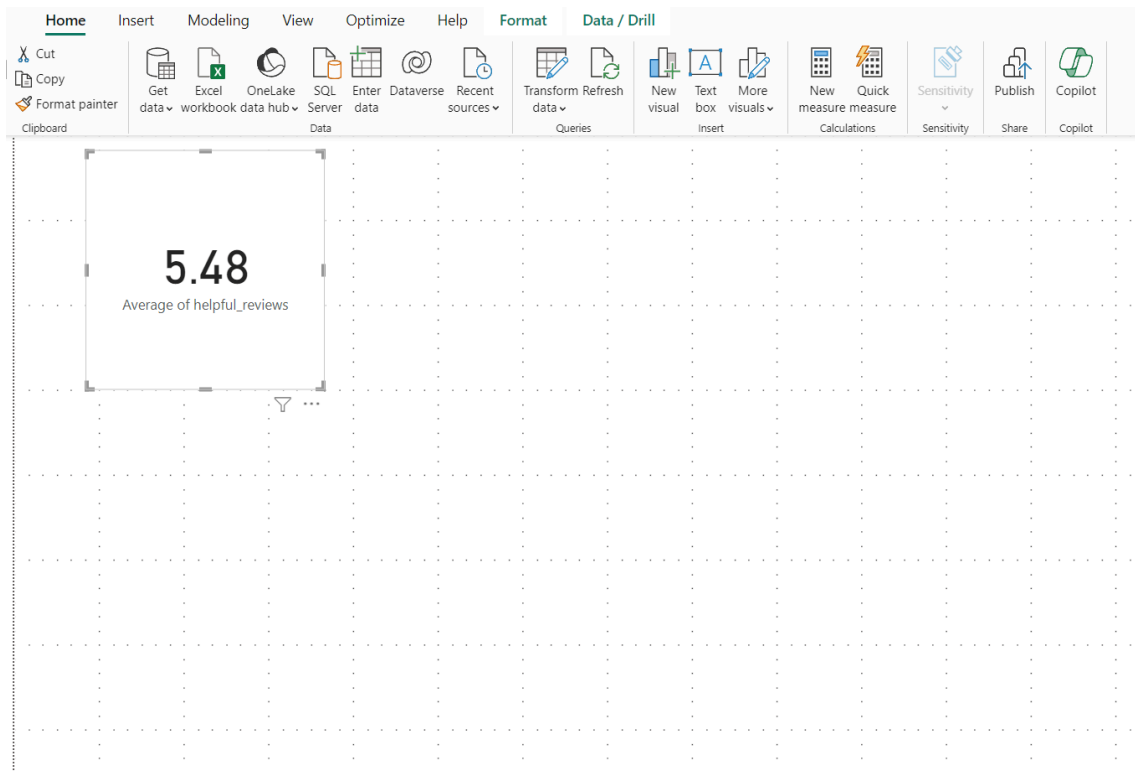 Home Insert Modeling View Optimize Help Format Data / Drill
Cut
Copy
Format painter
Clipboard
Get data
Excel workbook
OneLake data hub
SQL Server
Enter data
Dataverse
Recent sources
Data
Transform data
Refresh
Queries
New visual
Text box
More visuals
Insert
New measure
Quick measure
Calculations
Sensitivity
Sensitivity
Publish
Share
Copilot
Copilot
5.48
Average of helpful_reviews